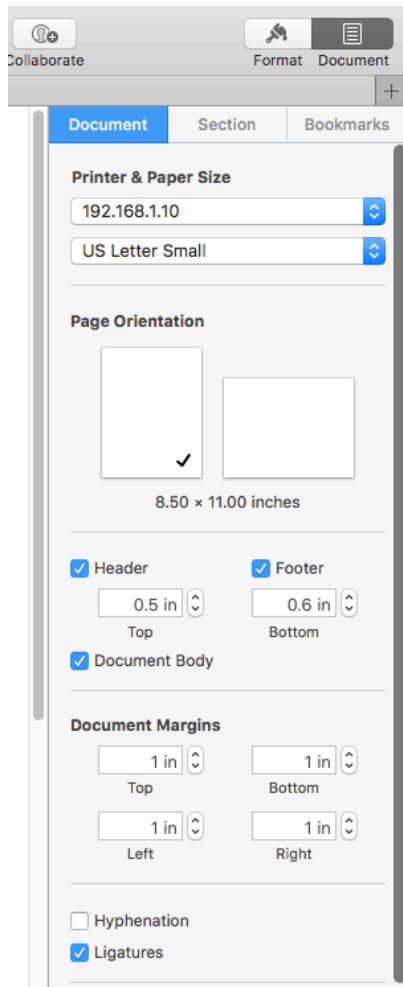 Collaborate Format Document
Document Section Bookmarks
Printer & Paper Size
192.168.1.10
US Letter Small
Page Orientation
8.50 × 11.00 inches
Header Footer
0.5 in 0.6 in
Top Bottom
Document Body
Document Margins
1 in 1 in
Top Bottom
1 in 1 in
Left Right
Hyphenation
Ligatures